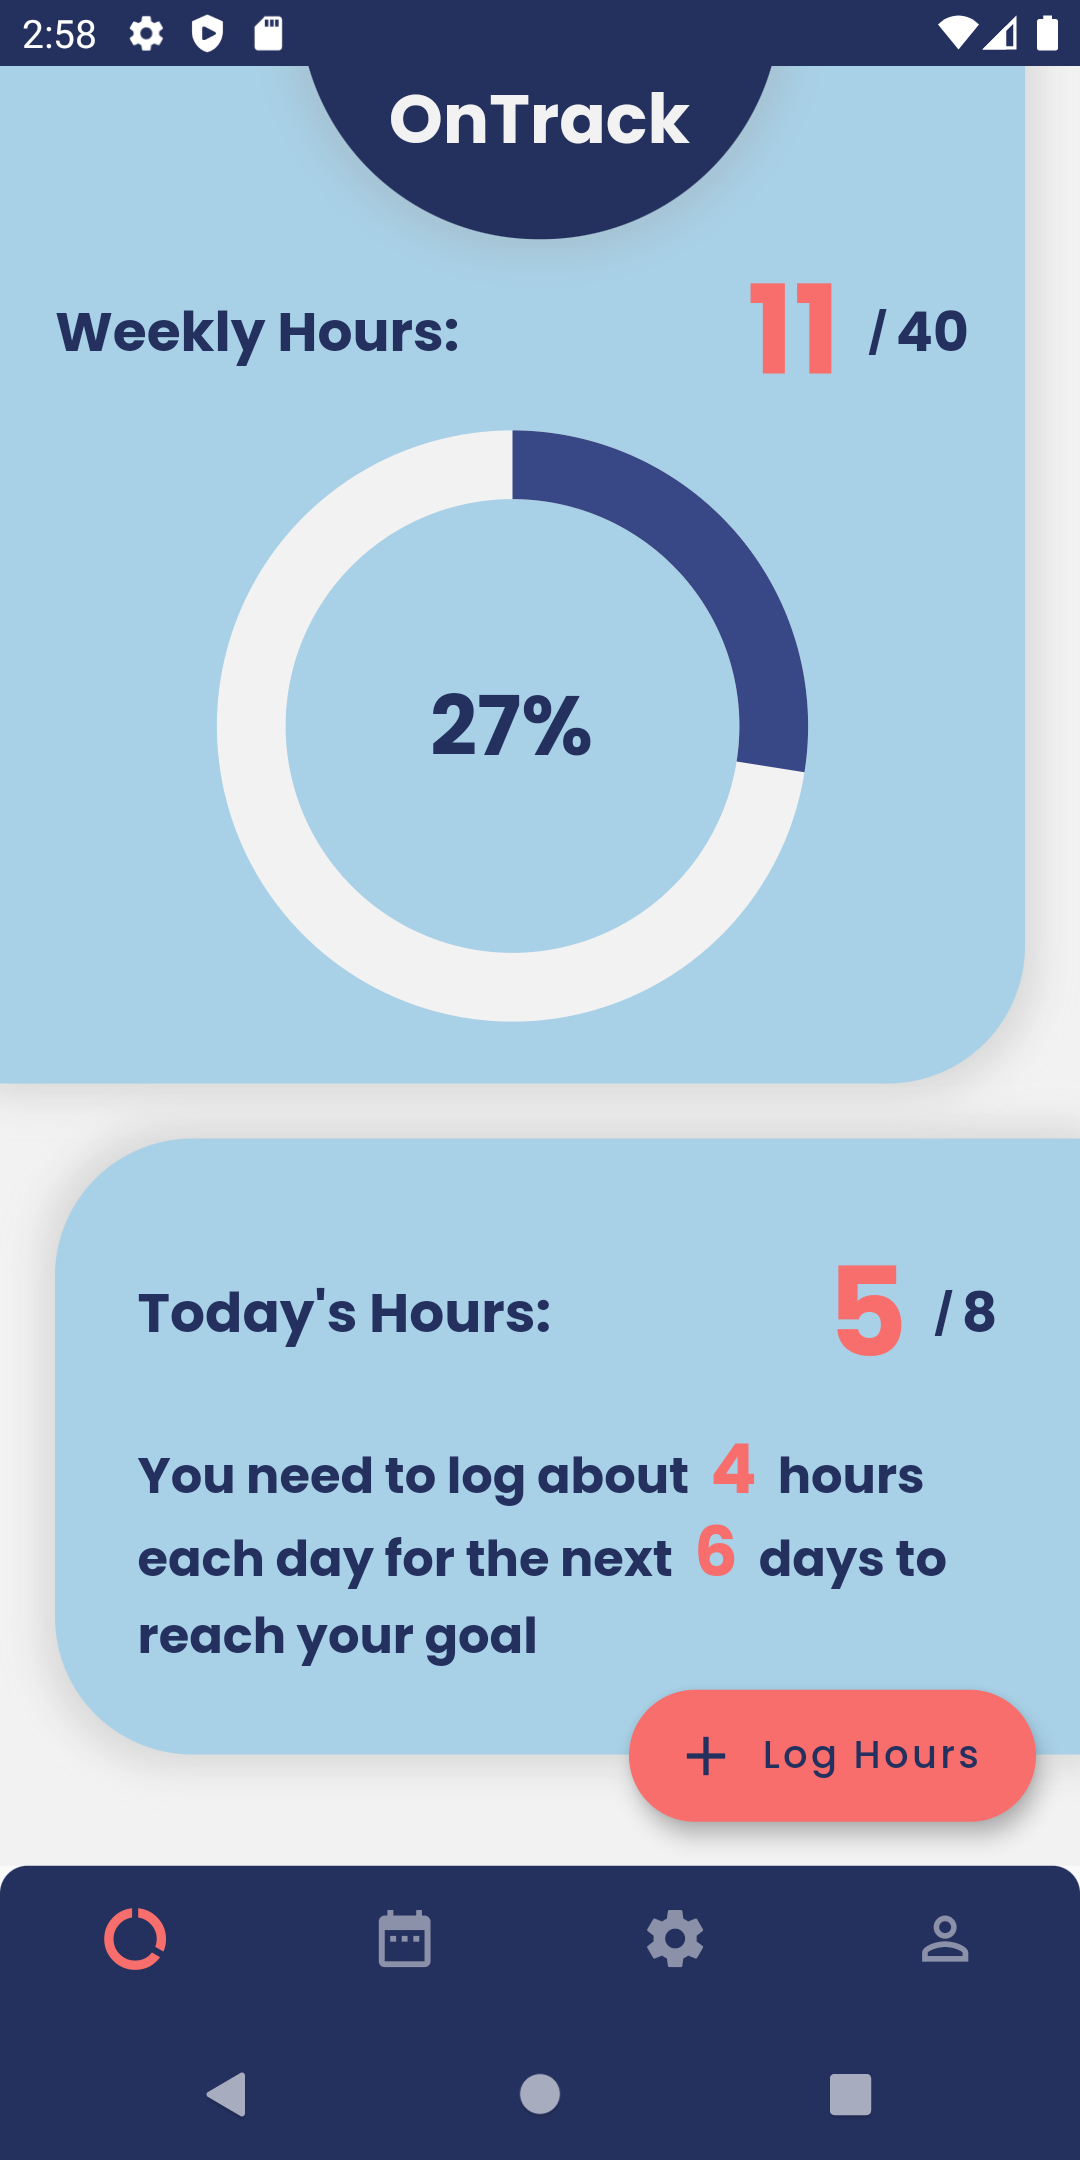 2:58
OnTrack
Weekly Hours: 11 / 40
27%
Today's Hours: 5 / 8
You need to log about 4 hours
each day for the next 6 days to
reach your goal
Log Hours